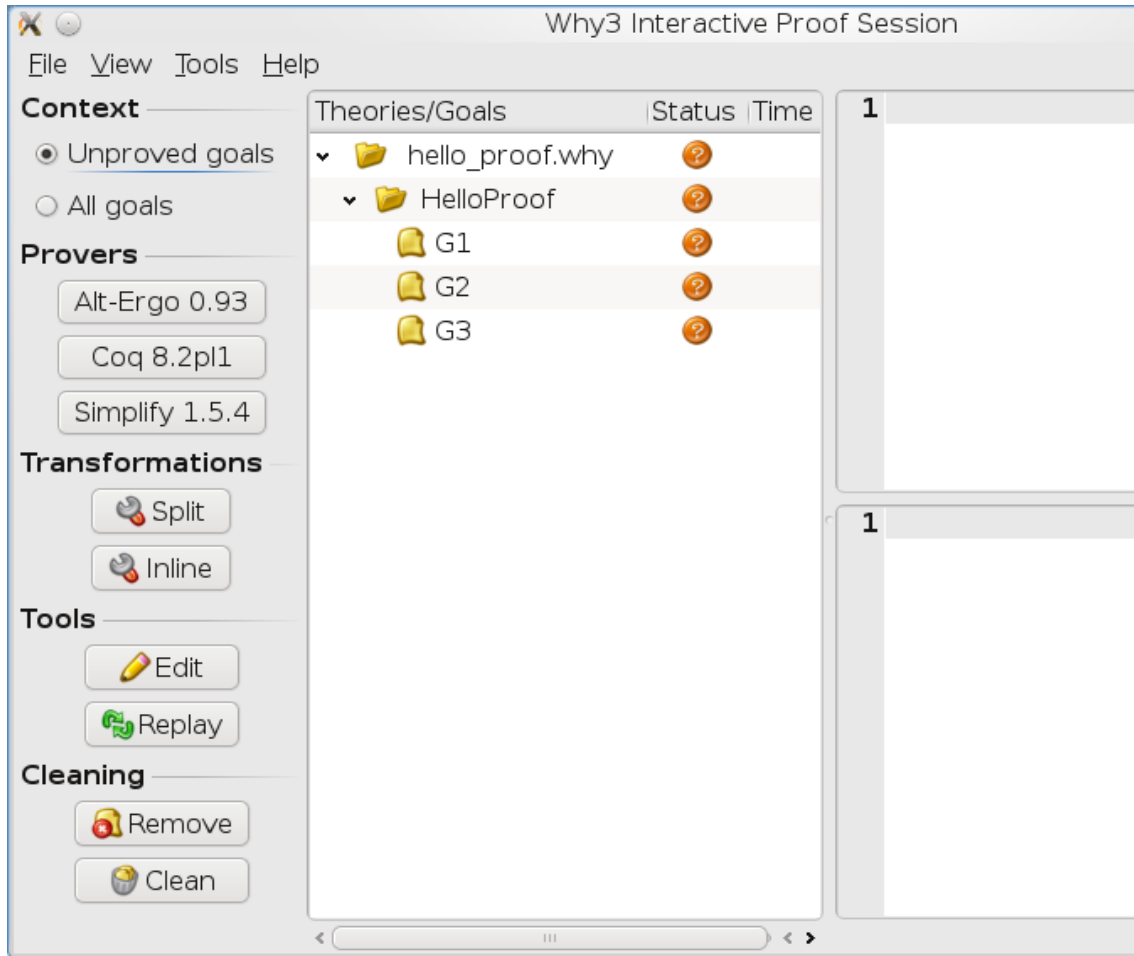 Why3 Interactive Proof Session
File View Tools Help
Context
Unproved goals
All goals
Provers
Alt-Ergo 0.93
Coq 8.2pl1
Simplify 1.5.4
Transformations
Split
Inline
Tools
Edit
Replay
Cleaning
Remove
Clean
Theories/Goals Status Time
hello_proof.why ?
HelloProof ?
G1 ?
G2 ?
G3 ?
1
1